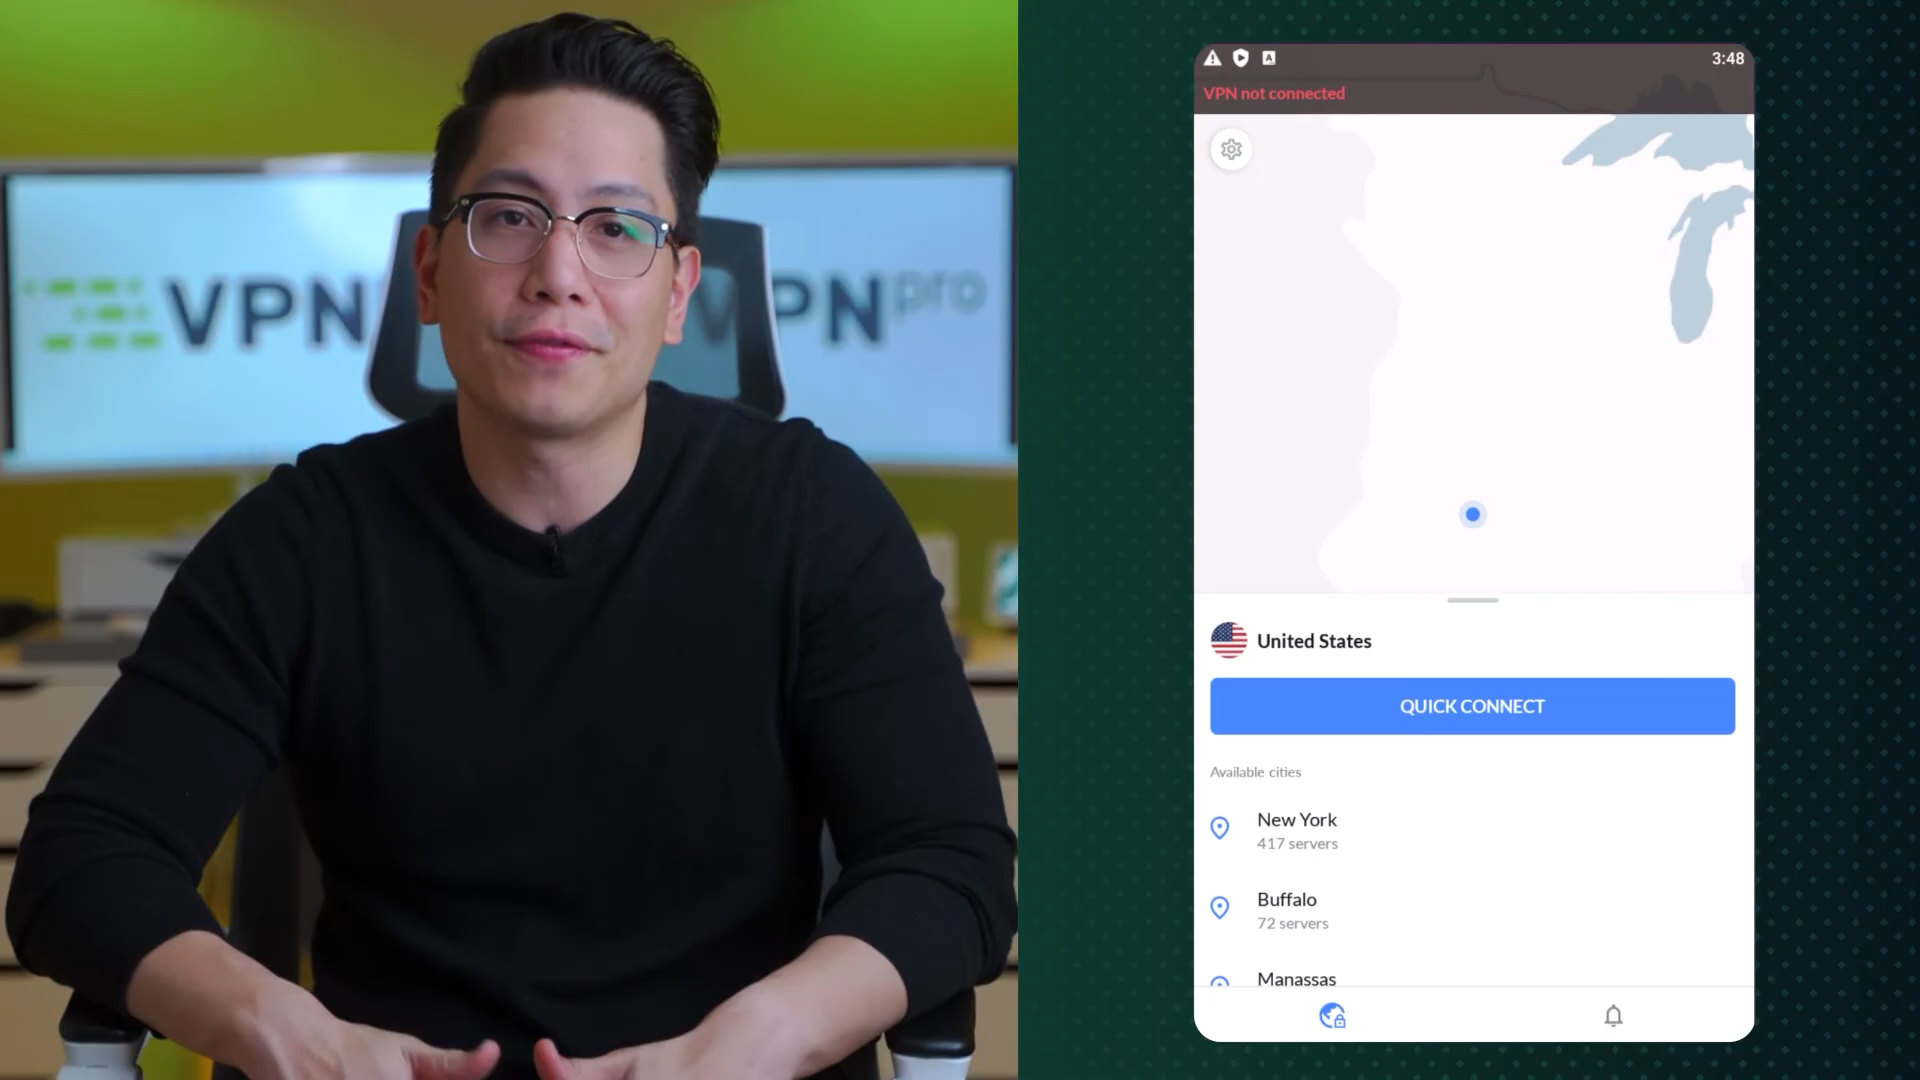 VPN
VPNpro
3:48
VPN not connected
United States
QUICK CONNECT
Available cities
New York
417 servers
Buffalo
72 servers
Manassas